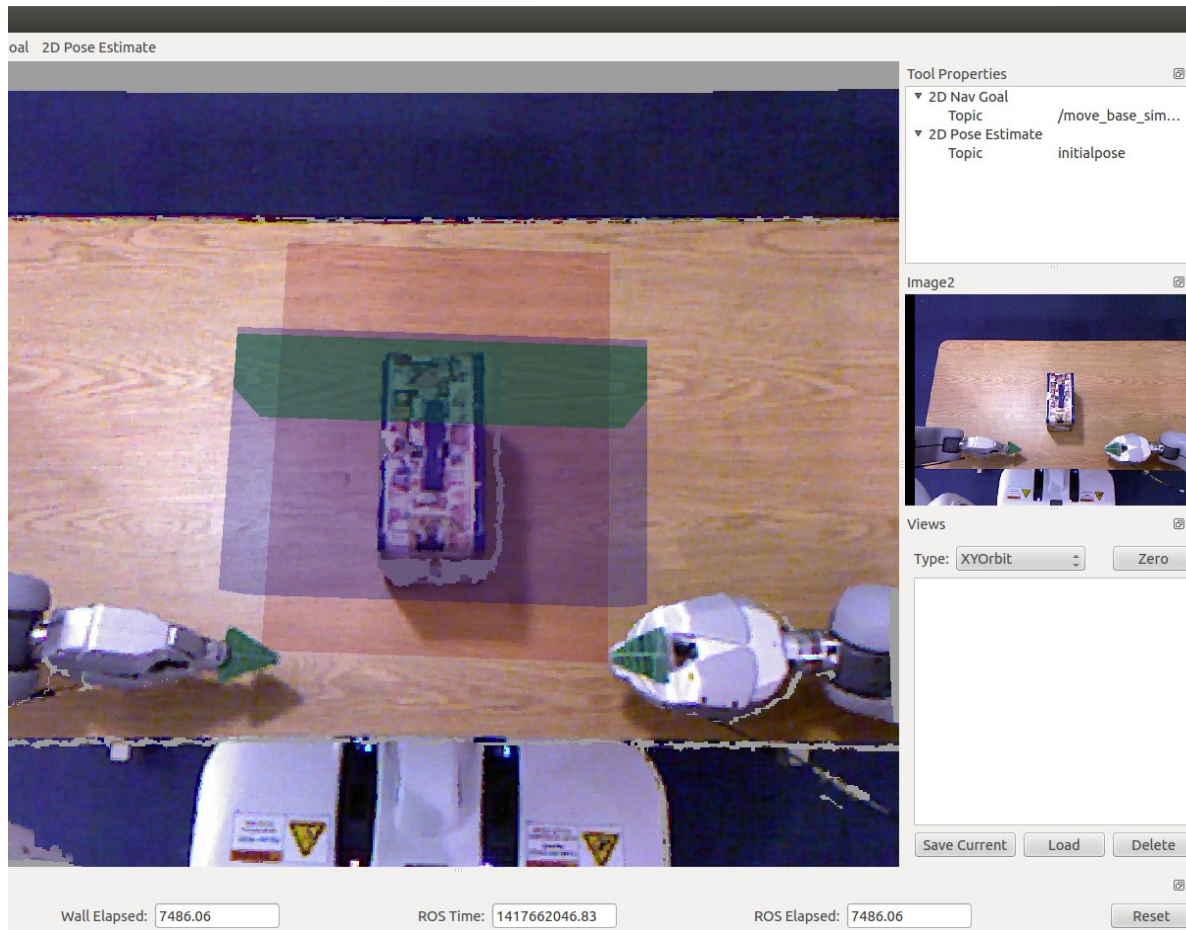 oal 2D Pose Estimate
Tool Properties
2D Nav Goal
Topic /move_base_sim...
2D Pose Estimate
Topic initialpose
Image2
Views
Type: XYOrbit Zero
Save Current Load Delete
Wall Elapsed: 7486.06 ROS Time: 1417662046.83 ROS Elapsed: 7486.06 Reset